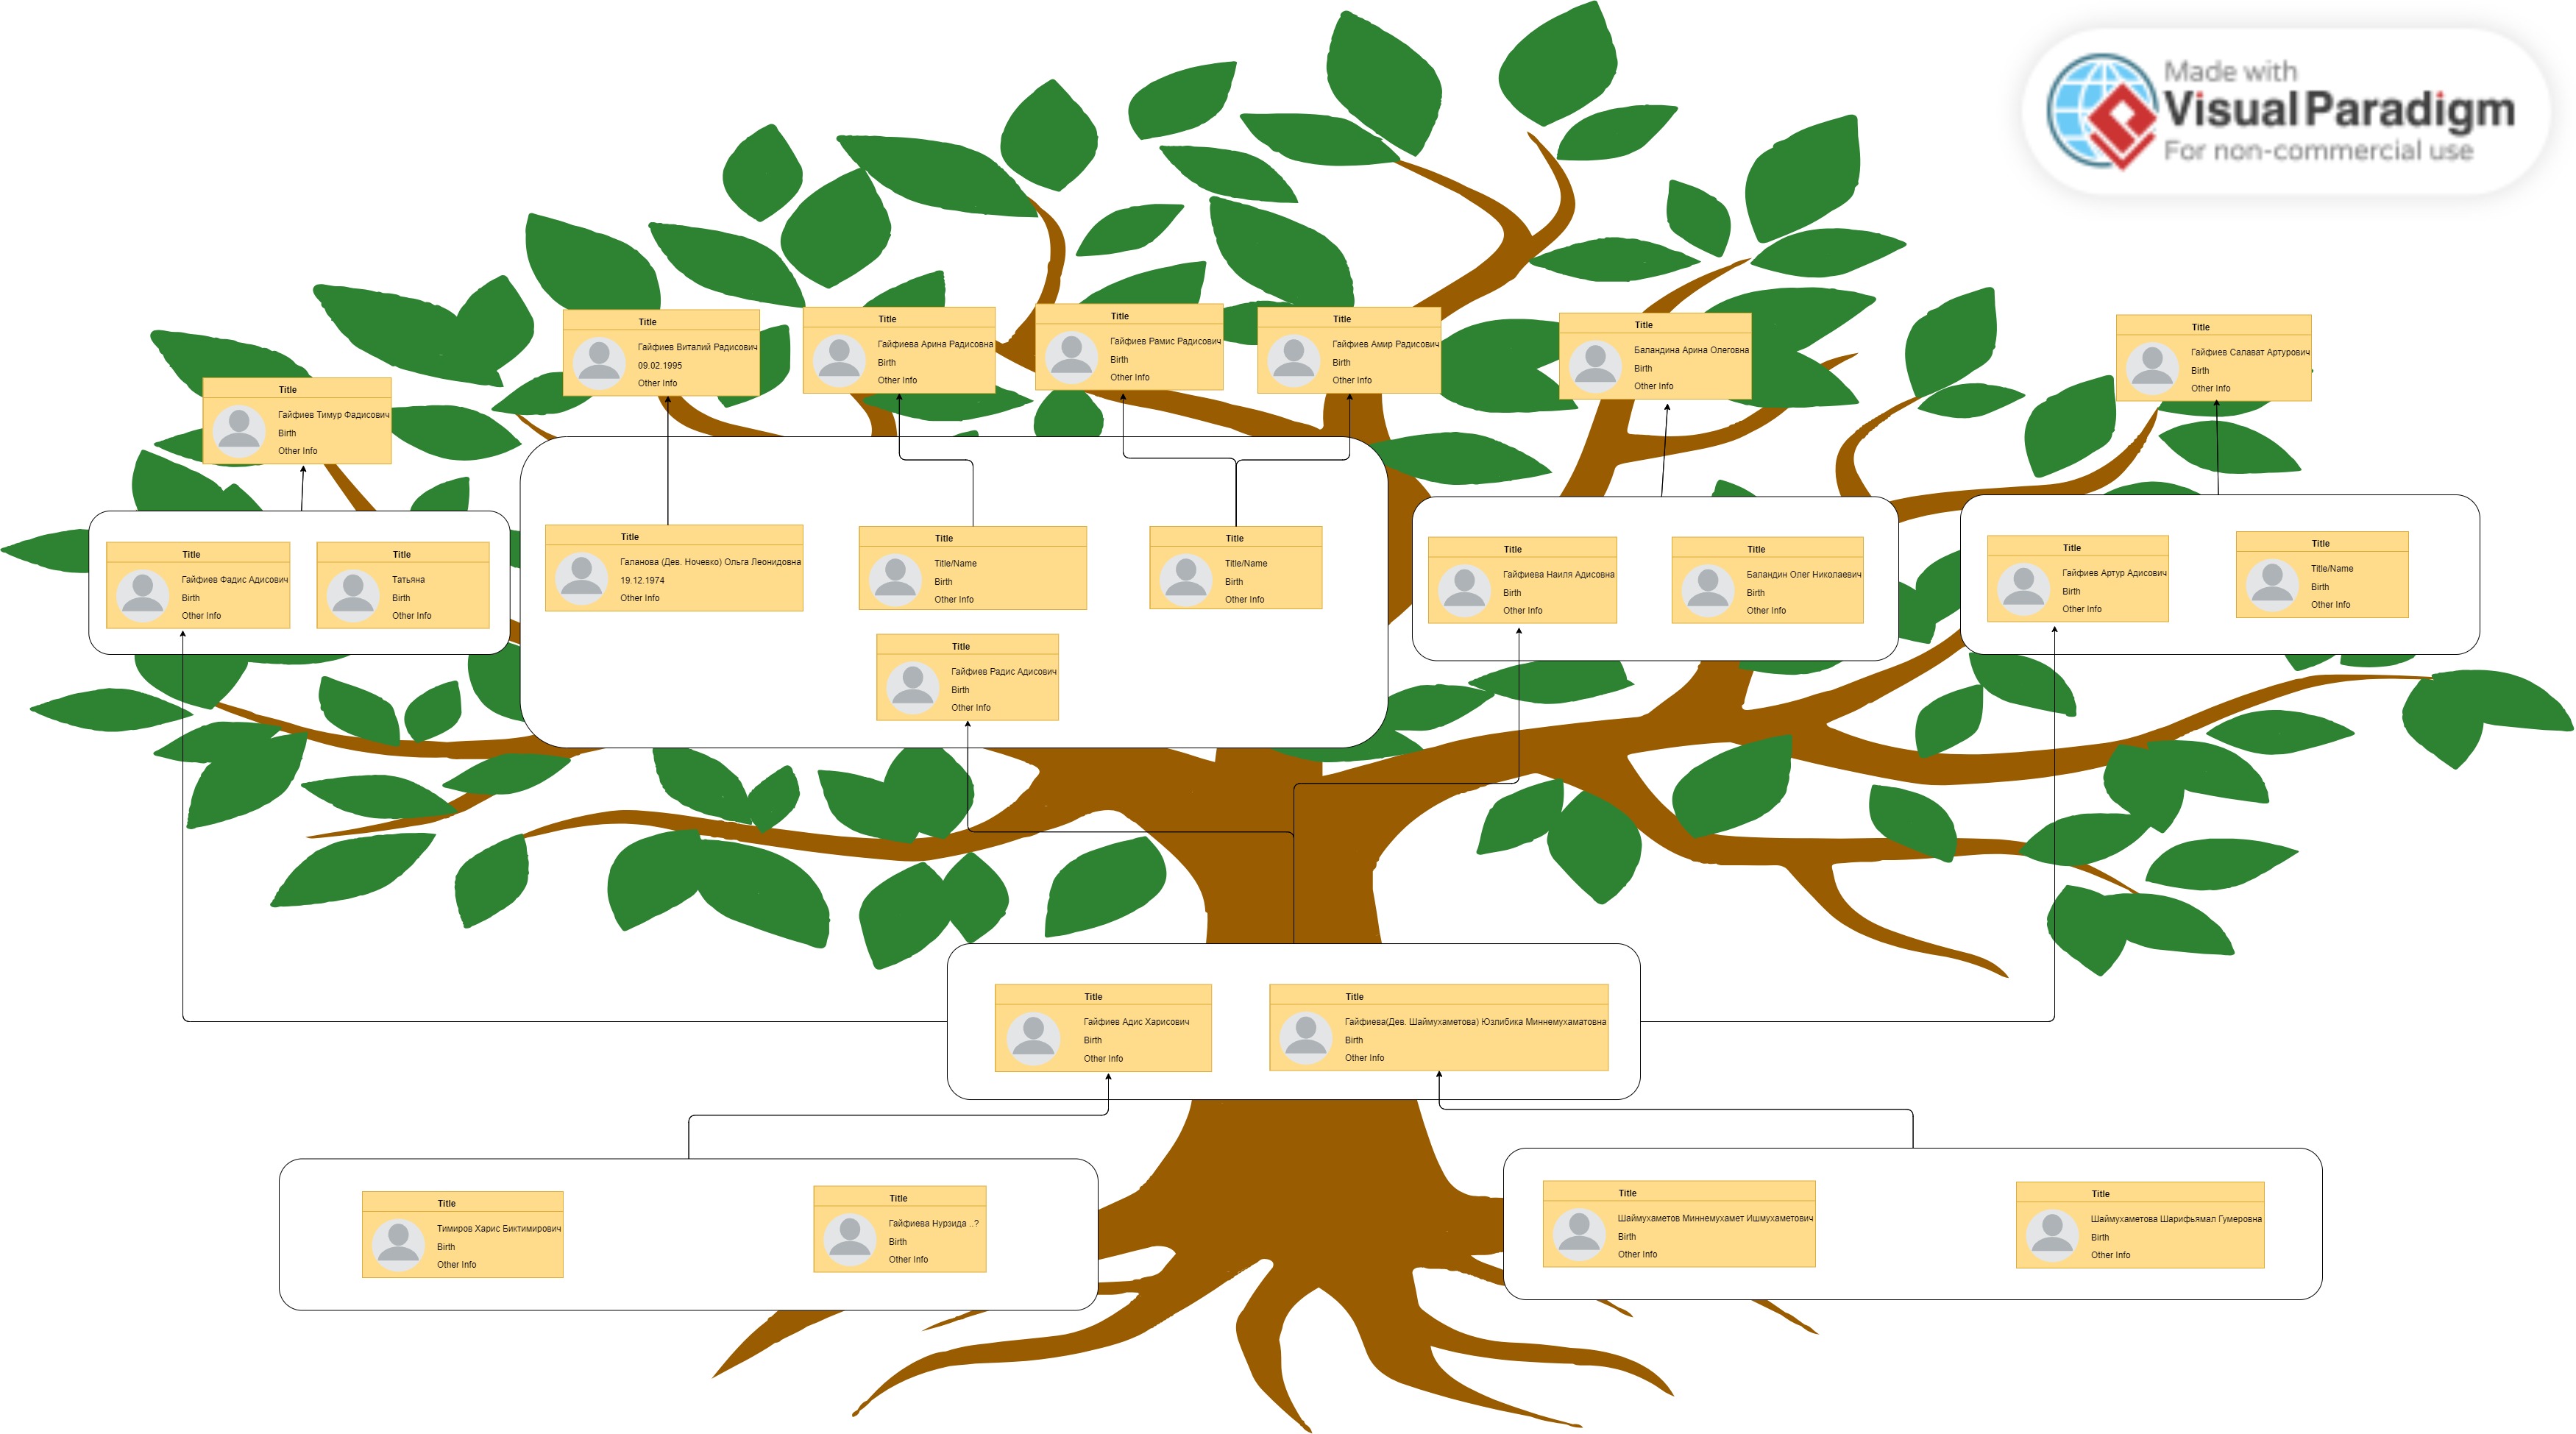 Made with
Visual Paradigm
For non-commercial use
Title
Гайфиев Тимур Фадисович
Birth
Other Info
Title
Гайфиев Виталий Радисович
09.02.1995
Other Info
Title
Гайфиева Арина Радисовна
Birth
Other Info
Title
Гайфиев Рамис Радисович
Birth
Other Info
Title
Гайфиев Амир Радисович
Birth
Other Info
Title
Баландина Арина Олеговна
Birth
Other Info
Title
Гайфиев Салават Артурович
Birth
Other Info
Title
Гайфиев Фадис Адисович
Birth
Other Info
Title
Татьяна
Birth
Other Info
Title
Галанова (Дев. Ночевко) Ольга Леонидовна
19.12.1974
Other Info
Title
Title/Name
Birth
Other Info
Title
Title/Name
Birth
Other Info
Title
Гайфиев Радис Адисович
Birth
Other Info
Title
Гайфиева Наиля Адисовна
Birth
Other Info
Title
Баландин Олег Николаевич
Birth
Other Info
Title
Гайфиев Артур Адисович
Birth
Other Info
Title
Title/Name
Birth
Other Info
Title
Гайфиев Адис Харисович
Birth
Other Info
Title
Гайфиева(Дев. Шаймухаметова) Юзлибика Миннемухаматовна
Birth
Other Info
Title
Тимиров Харис Биктимирович
Birth
Other Info
Title
Гайфиева Нурзида ..?
Birth
Other Info
Title
Шаймухаметов Миннемухамет Ишмухаметович
Birth
Other Info
Title
Шаймухаметова Шарифьямал Гумеровна
Birth
Other Info